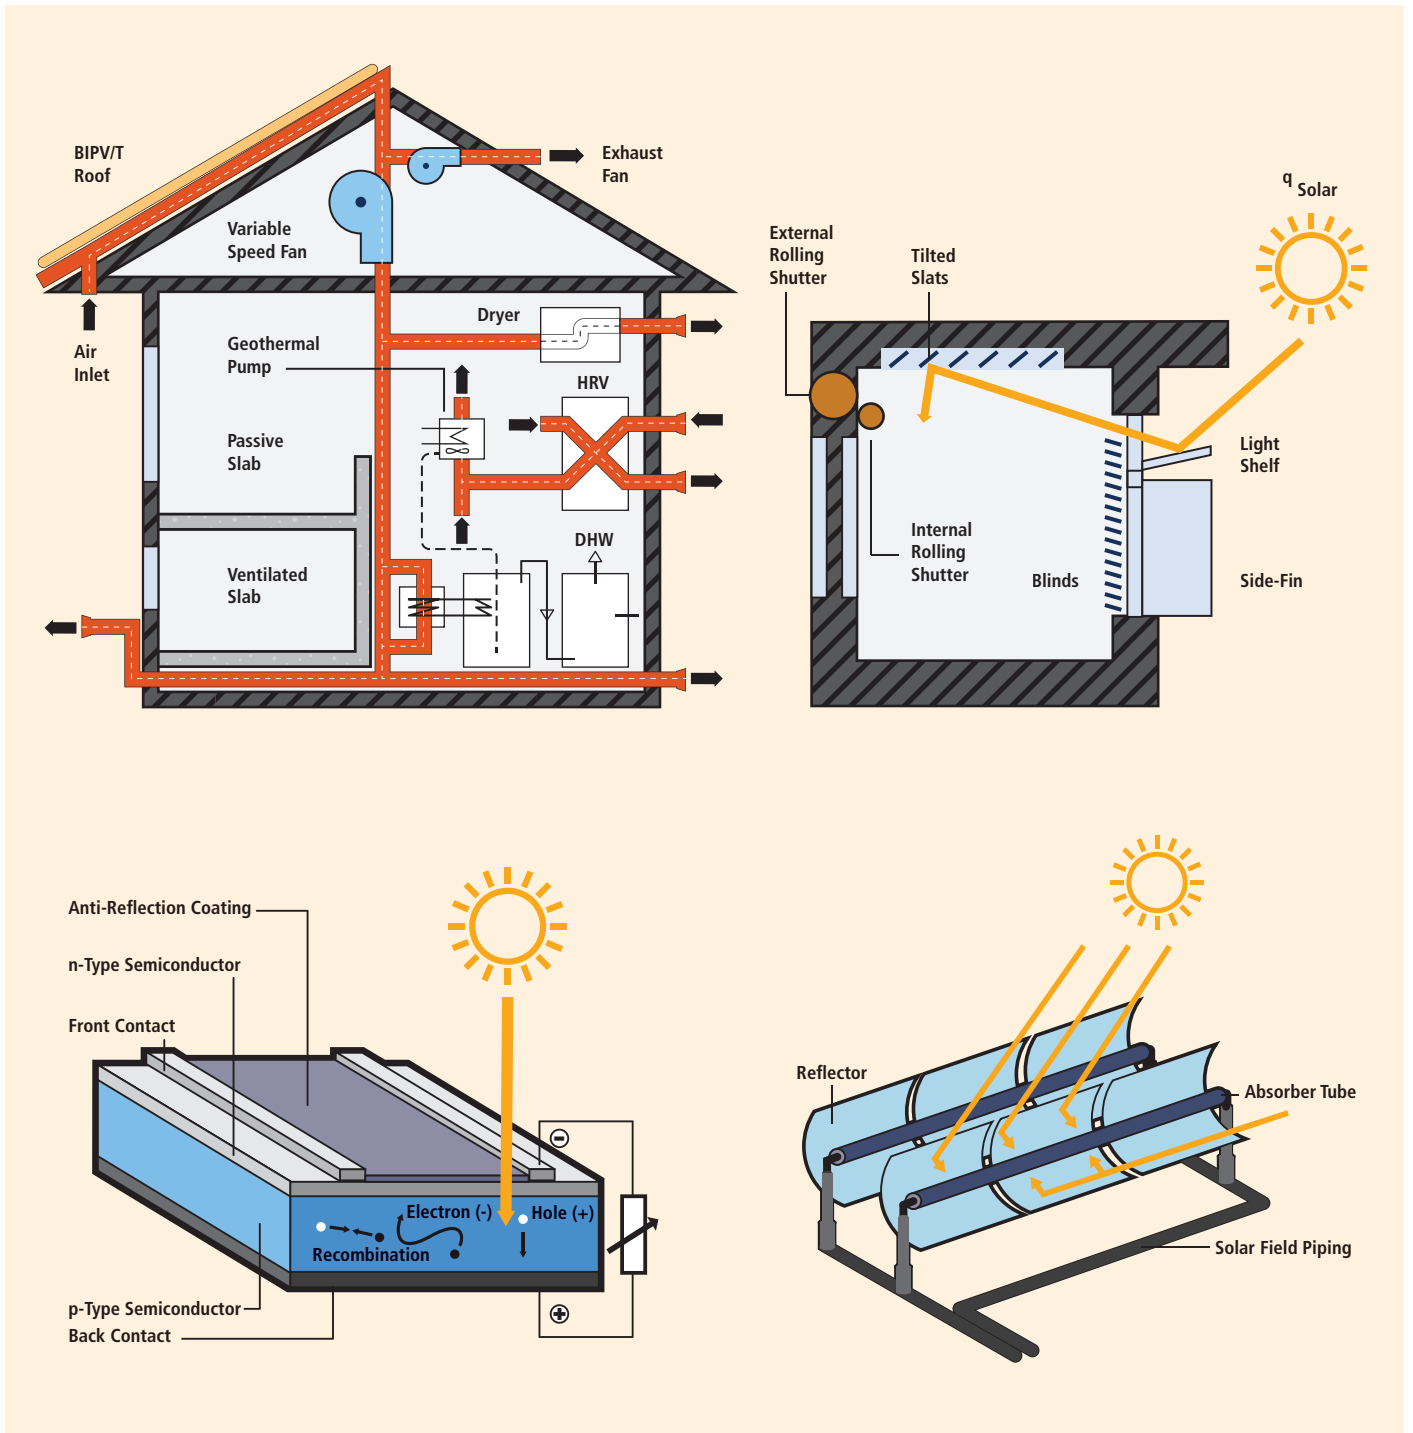 BIPV/T
Roof
Exhaust
Fan
Variable
Speed Fan
Air
Inlet
Dryer
Geothermal
Pump
HRV
Passive
Slab
DHW
Ventilated
Slab
q Solar
External
Rolling
Shutter
Tilted
Slats
Light
Shelf
Internal
Rolling
Shutter
Blinds
Side-Fin
Anti-Reflection Coating
n-Type Semiconductor
Front Contact
Electron (-)
Hole (+)
Recombination
p-Type Semiconductor
Back Contact
−
+
Reflector
Absorber Tube
Solar Field Piping